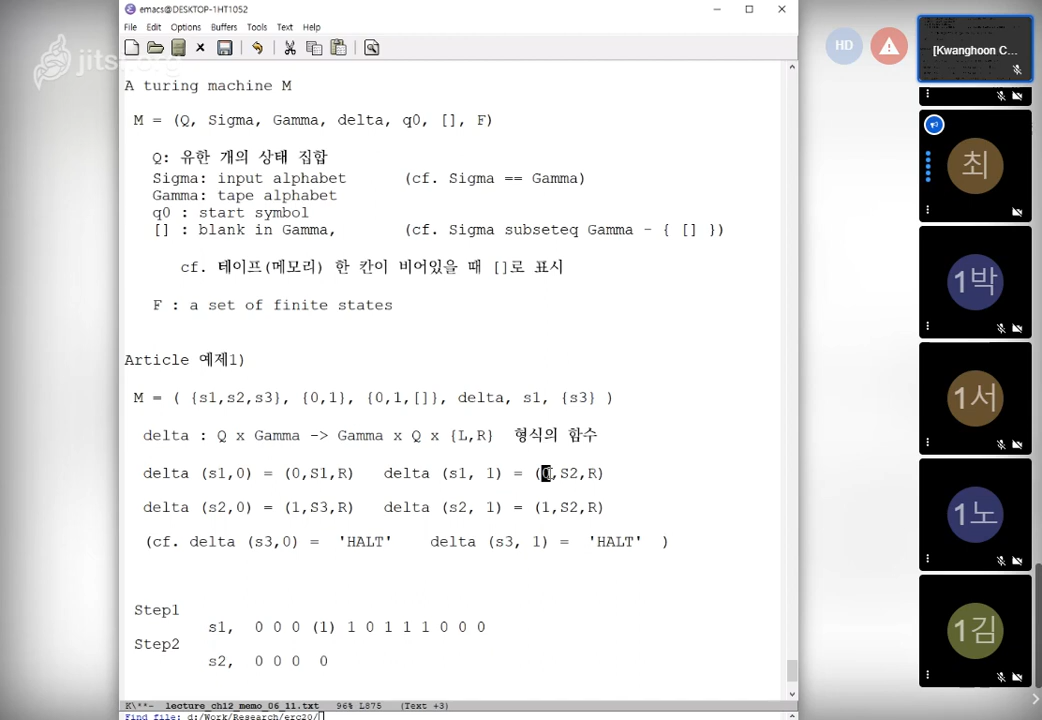 emacs@DESKTOP-1HT1052
File Edit Options Buffers Tools Text Help
jitsi.org
A turing machine M
M = (Q, Sigma, Gamma, delta, q0, [], F)
Q: 유한 개의 상태 집합
Sigma: input alphabet (cf. Sigma == Gamma)
Gamma: tape alphabet
q0 : start symbol
[] : blank in Gamma, (cf. Sigma subseteq Gamma - { [] })
cf. 테이프(메모리) 한 칸이 비어있을 때 []로 표시
F : a set of finite states
Article 예제1)
M = ( {s1,s2,s3}, {0,1}, {0,1,[]}, delta, s1, {s3} )
delta : Q x Gamma -> Gamma x Q x {L,R} 형식의 함수
delta (s1,0) = (0,S1,R) delta (s1, 1) = (0,S2,R)
delta (s2,0) = (1,S3,R) delta (s2, 1) = (1,S2,R)
(cf. delta (s3,0) = 'HALT' delta (s3, 1) = 'HALT' )
Step1
s1, 0 0 0 (1) 1 0 1 1 1 0 0 0
Step2
s2, 0 0 0 0
K\**- lecture_ch12_memo_06_11.txt 96% L875 (Text +3)
Find file: d:/Work/Research/erc20/
HD
[Kwanghoon C...
최
1박
1서
1노
1김